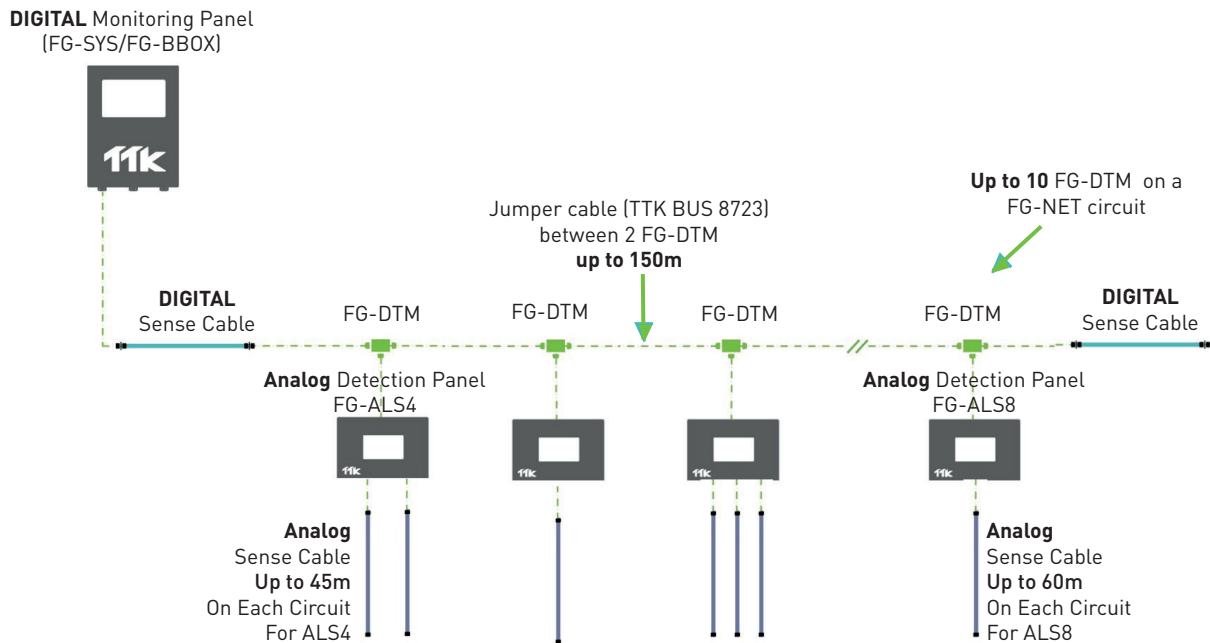 DIGITAL Monitoring Panel
(FG-SYS/FG-BBOX)
TTK
Jumper cable (TTK BUS 8723)
between 2 FG-DTM
up to 150m
Up to 10 FG-DTM on a
FG-NET circuit
DIGITAL
Sense Cable
FG-DTM
FG-DTM
FG-DTM
FG-DTM
DIGITAL
Sense Cable
Analog Detection Panel
FG-ALS4
Analog Detection Panel
FG-ALS8
TTK
TTK
TTK
TTK
Analog
Sense Cable
Up to 45m
On Each Circuit
For ALS4
Analog
Sense Cable
Up to 60m
On Each Circuit
For ALS8